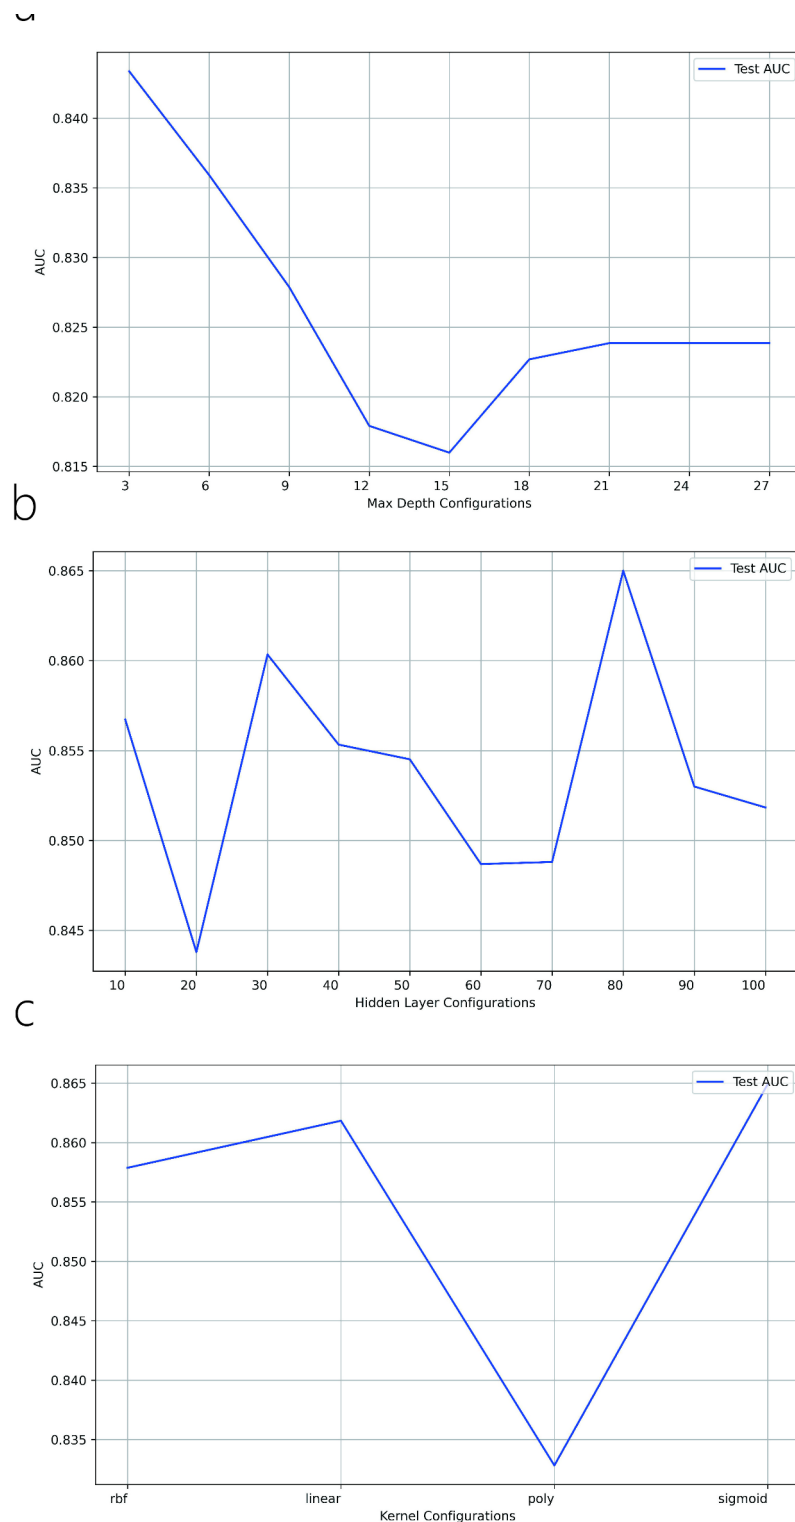 a
Test AUC
0.840
0.835
0.830
0.825
0.820
0.815
AUC
3 6 9 12 15 18 21 24 27
Max Depth Configurations
b
Test AUC
0.865
0.860
0.855
0.850
0.845
AUC
10 20 30 40 50 60 70 80 90 100
Hidden Layer Configurations
c
Test AUC
0.865
0.860
0.855
0.850
0.845
0.840
0.835
AUC
rbf linear poly sigmoid
Kernel Configurations